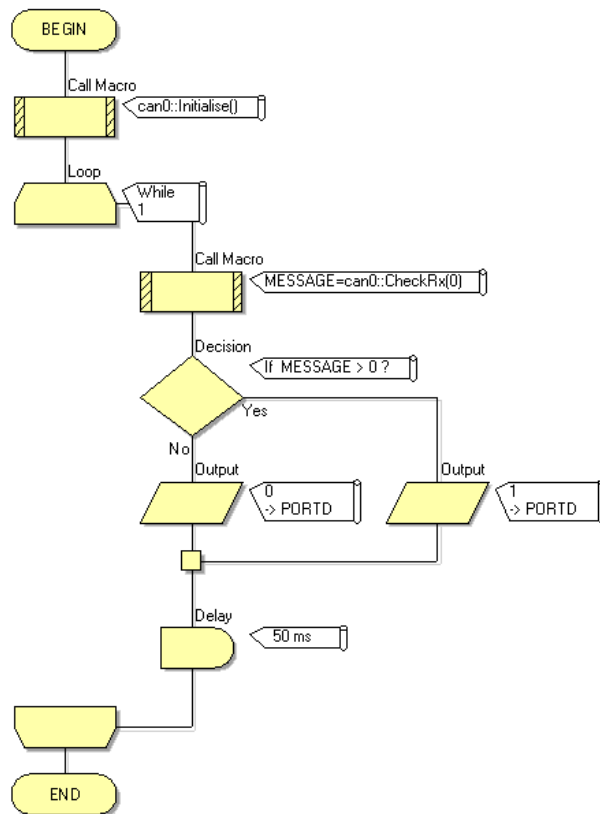 BEGIN
Call Macro
can0::Initialise()
Loop
While
1
Call Macro
MESSAGE=can0::CheckRx(0)
Decision
If MESSAGE > 0 ?
Yes
No
Output
0
-> PORTD
Output
1
-> PORTD
Delay
50 ms
END